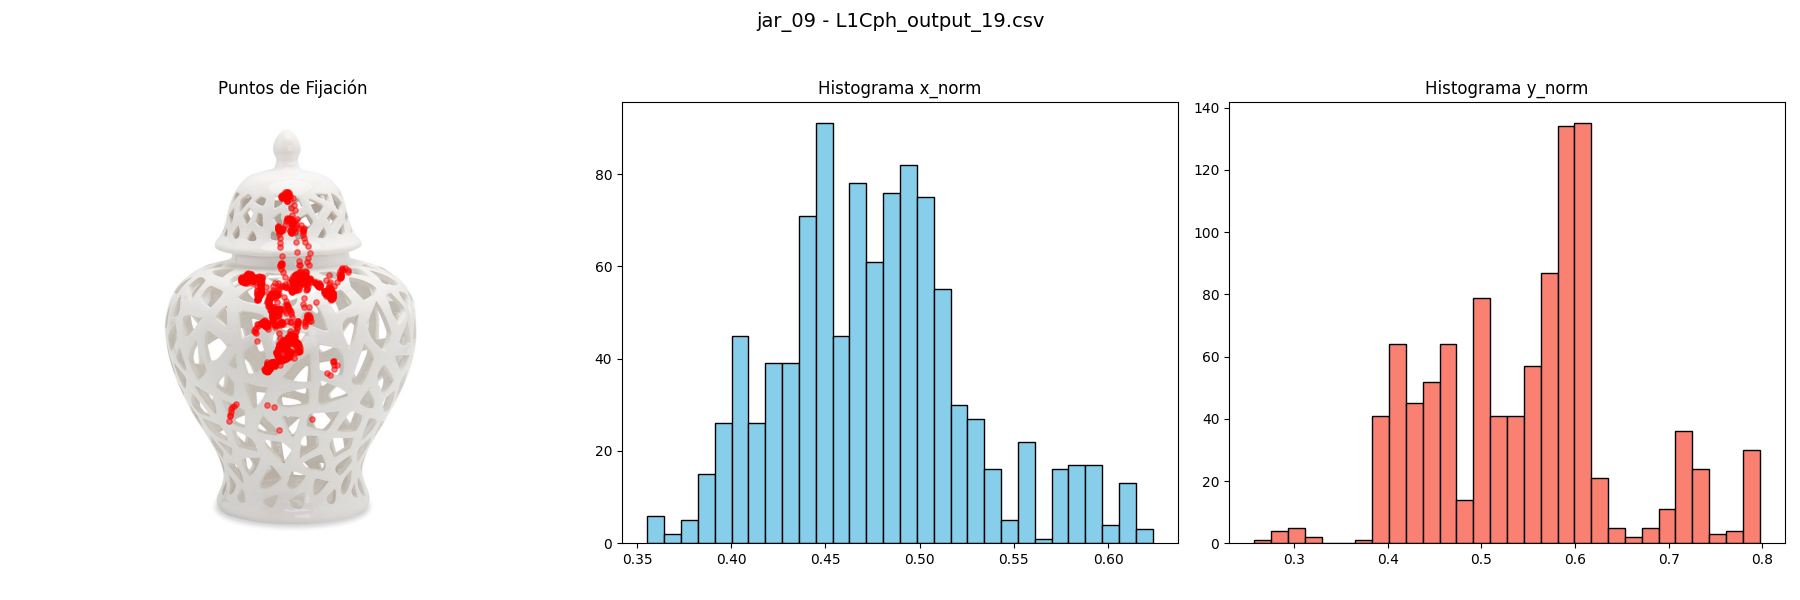 jar_09 - L1Cph_output_19.csv
Puntos de Fijación
Histograma x_norm
Histograma y_norm
80
60
40
20
0
0.35 0.40 0.45 0.50 0.55 0.60
140
120
100
80
60
40
20
0
0.3 0.4 0.5 0.6 0.7 0.8